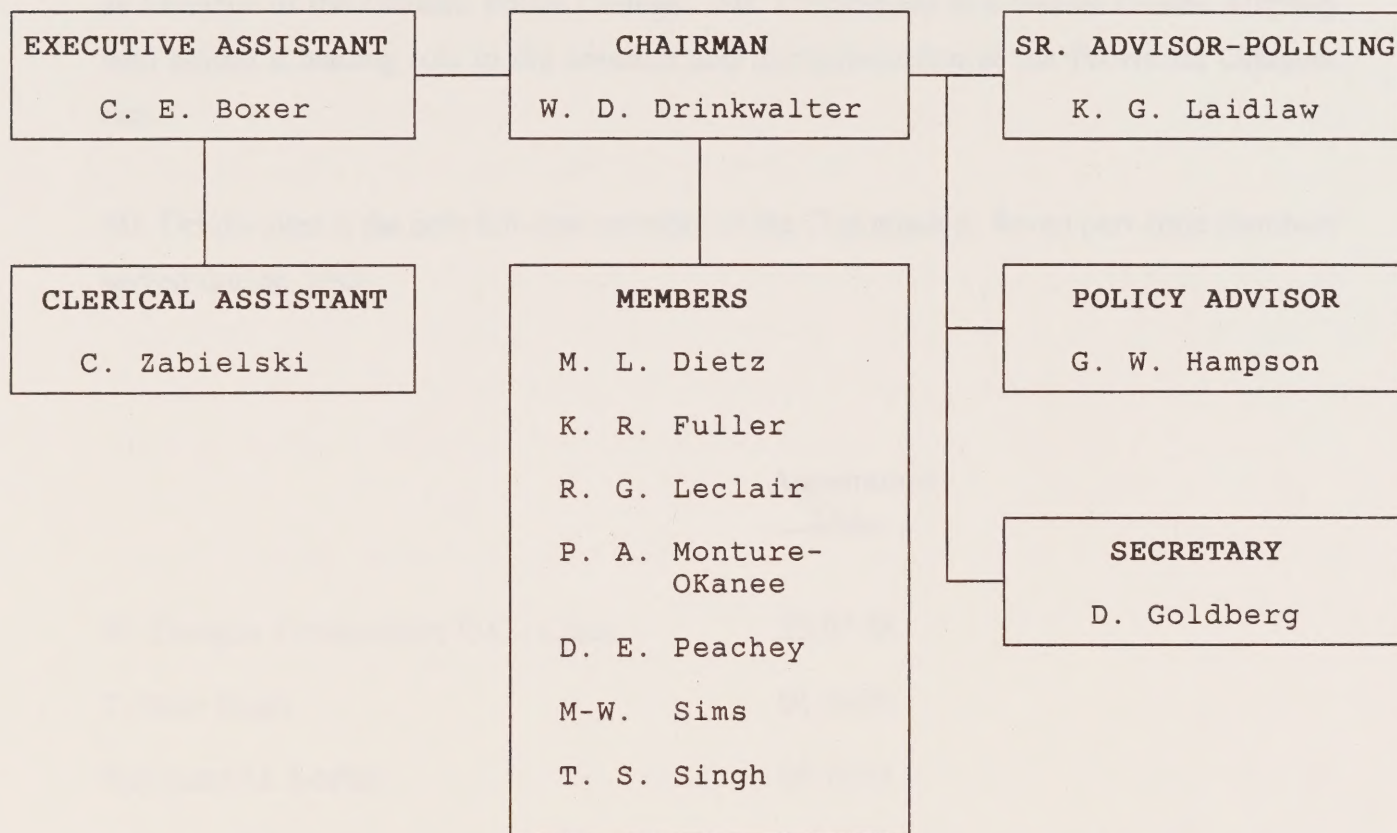 EXECUTIVE ASSISTANT
C. E. Boxer
CHAIRMAN
W. D. Drinkwalter
SR. ADVISOR-POLICING
K. G. Laidlaw
CLERICAL ASSISTANT
C. Zabielski
MEMBERS
M. L. Dietz
K. R. Fuller
R. G. Leclair
P. A. Monture-
OKanee
D. E. Peachey
M-W. Sims
T. S. Singh
POLICY ADVISOR
G. W. Hampson
SECRETARY
D. Goldberg